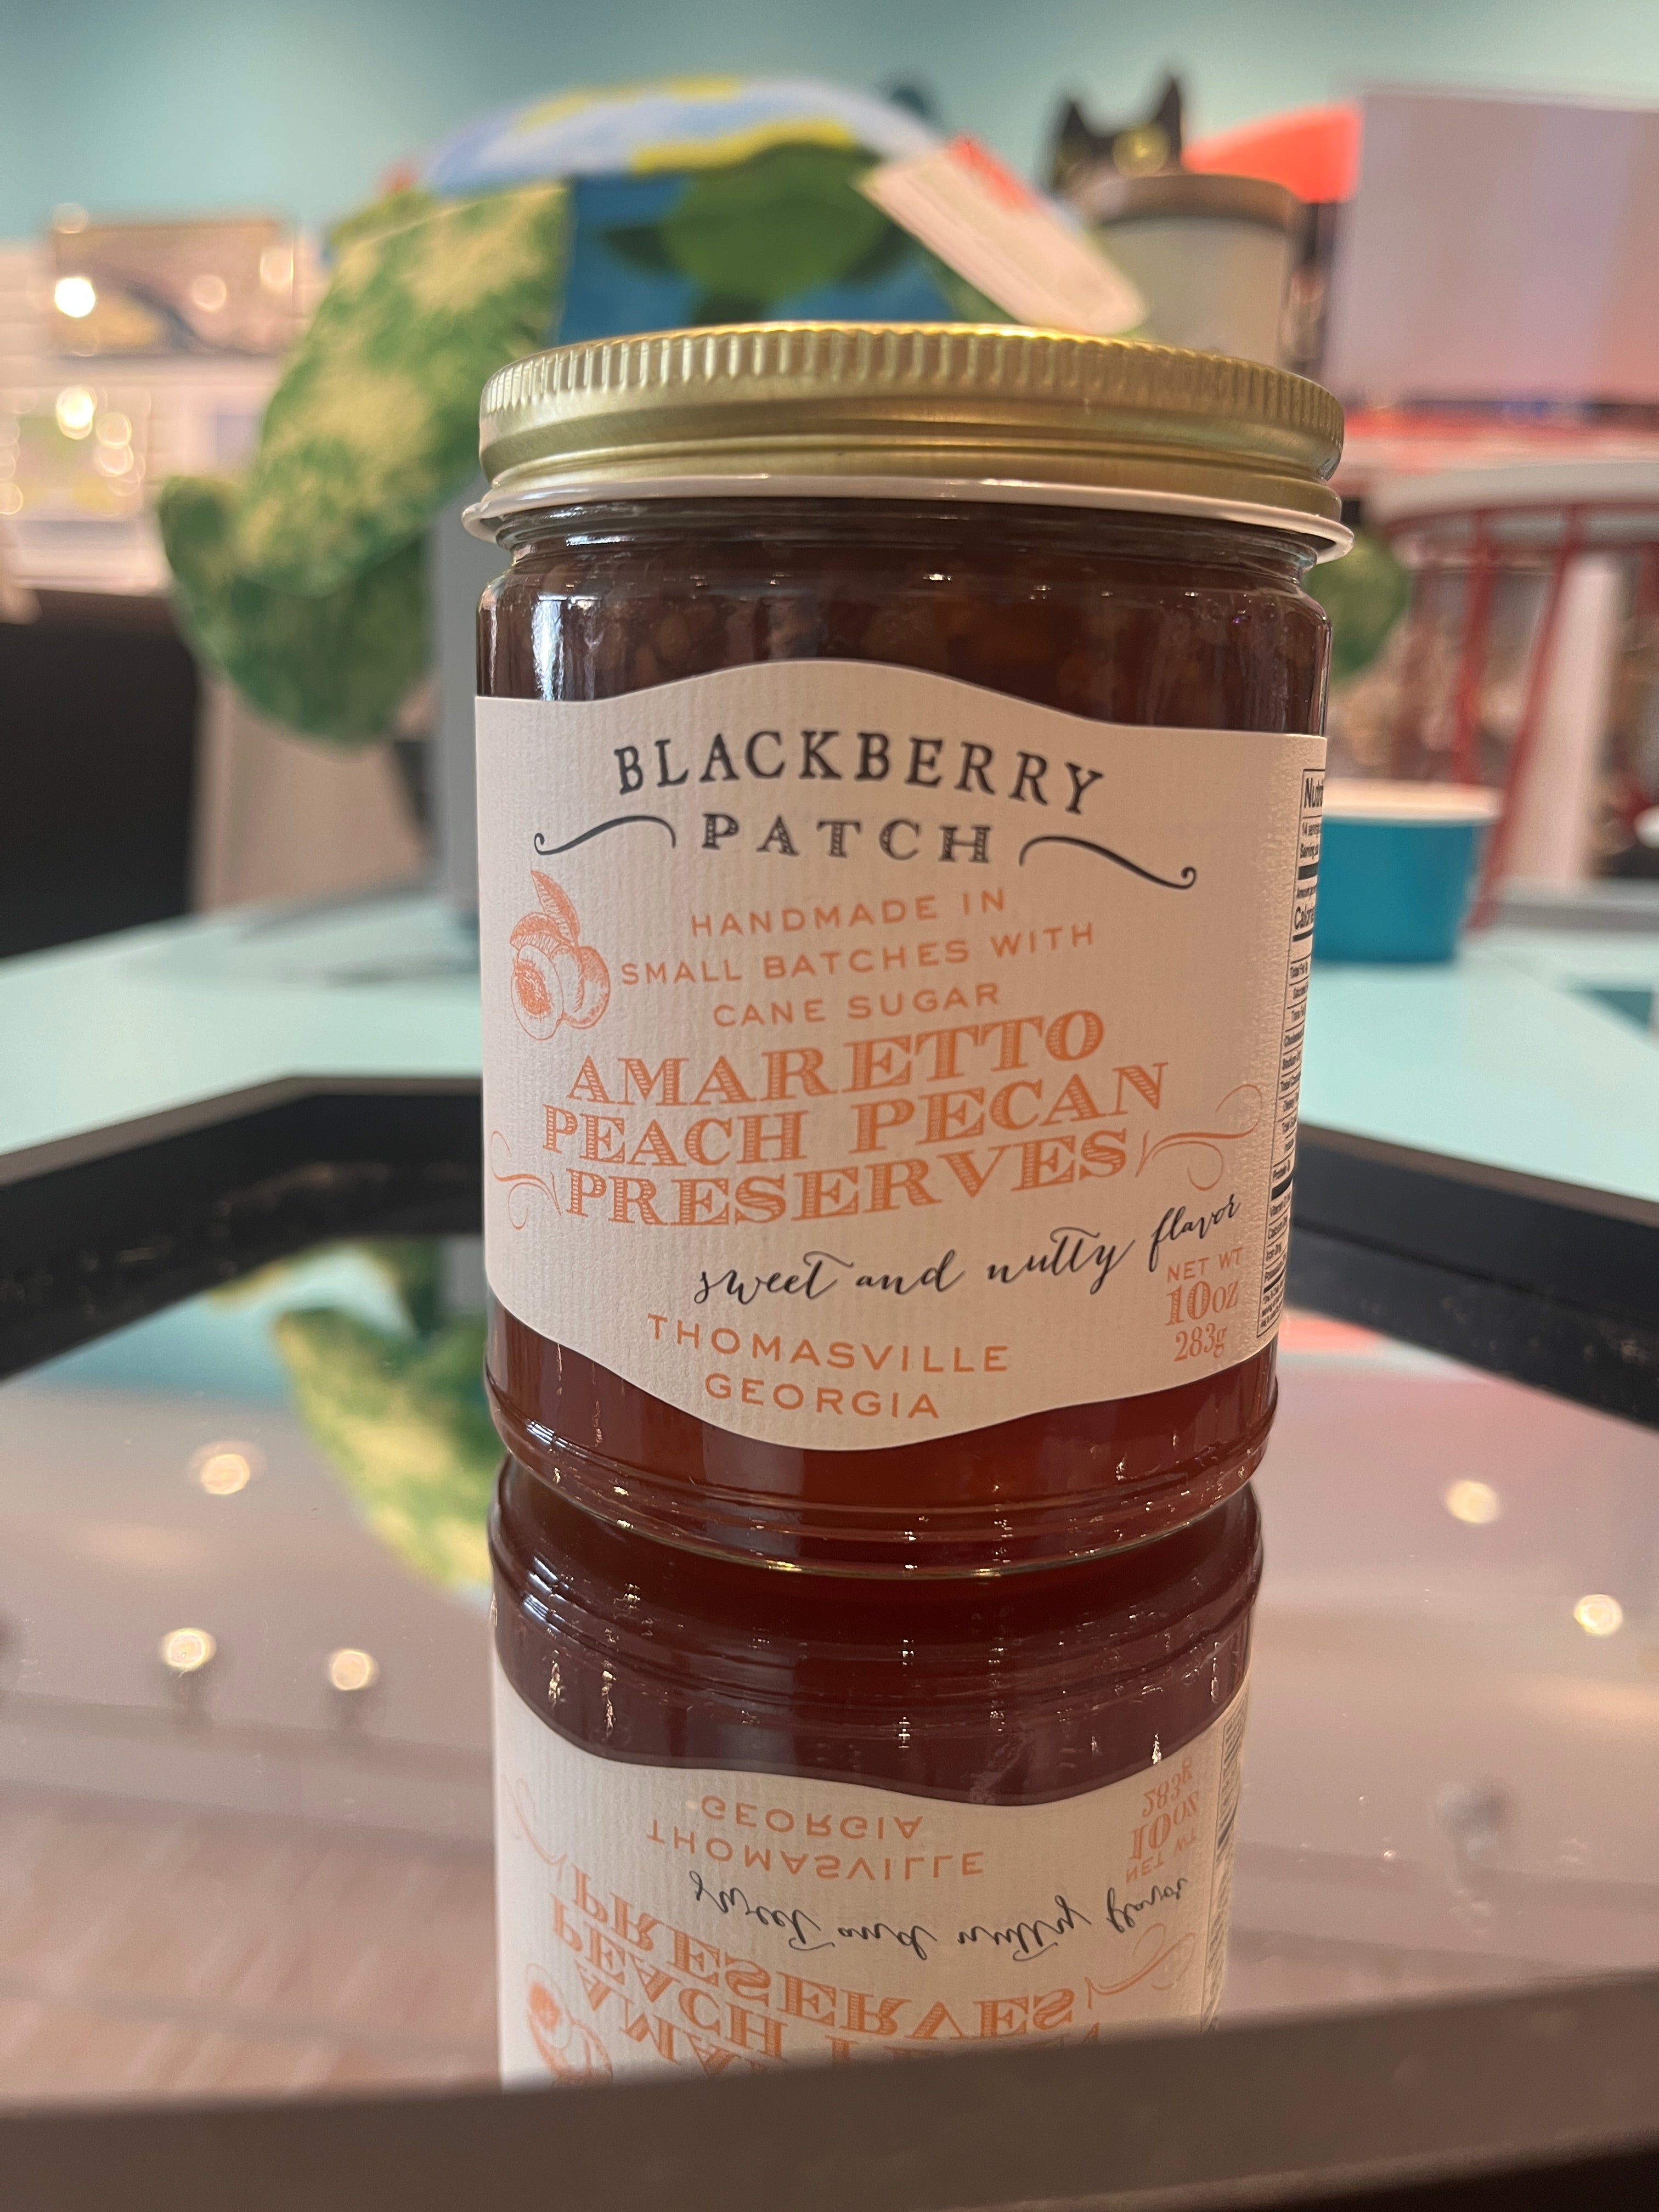 BLACKBERRY
PATCH
HANDMADE IN
SMALL BATCHES WITH
CANE SUGAR
AMARETTO
PEACH PECAN
PRESERVES
sweet and nutty flavor
NET WT
10oz
283g
THOMASVILLE
GEORGIA